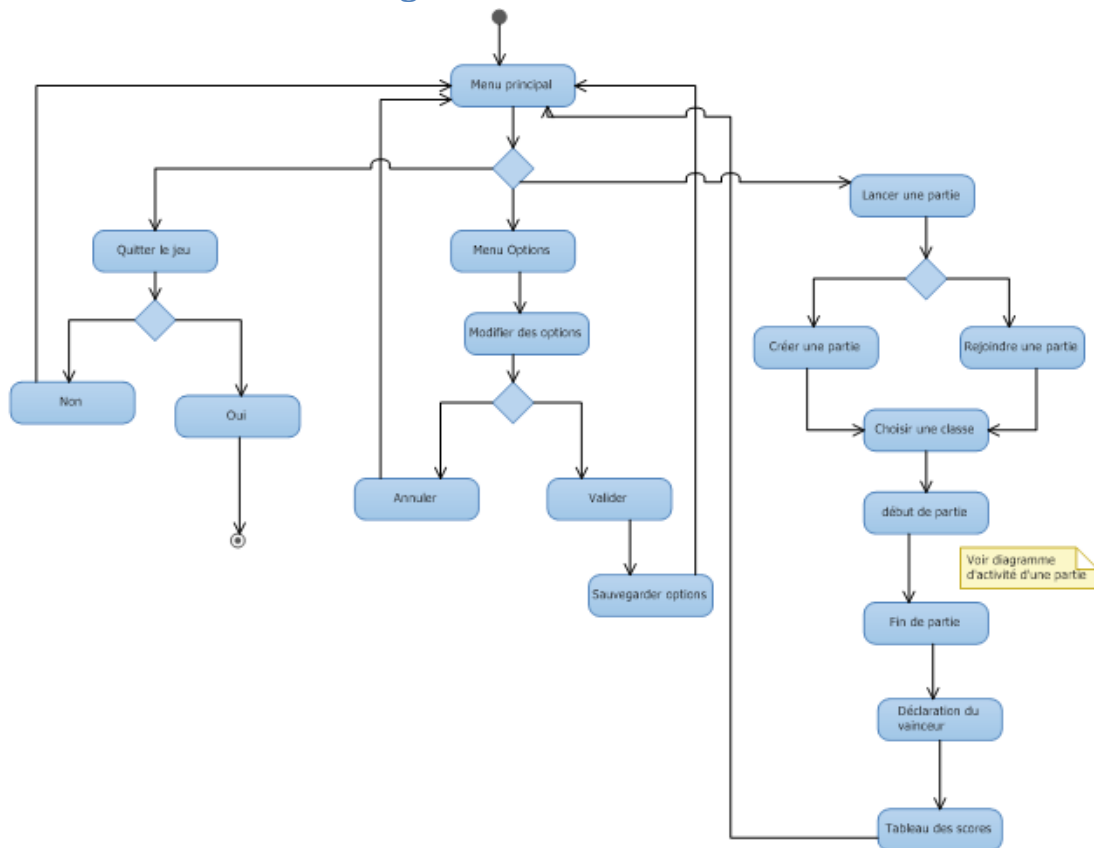 Menu principal
Lancer une partie
Quitter le jeu
Menu Options
Modifier des options
Créer une partie
Rejoindre une partie
Non
Oui
Choisir une classe
Annuler
Valider
début de partie
Voir diagramme
d'activité d'une partie
Sauvegarder options
Fin de partie
Déclaration du
vainceur
Tableau des scores